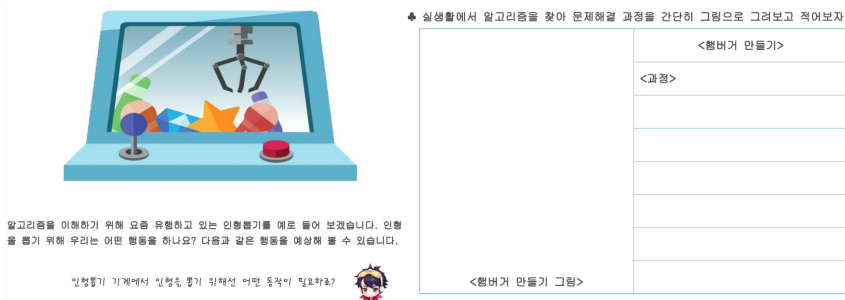 알고리즘을 이해하기 위해 요즘 유행하고 있는 인형뽑기를 예로 들어 보겠습니다. 인형
을 뽑기 위해 우리는 어떤 행동을 하나요? 다음과 같은 행동을 예상해 볼 수 있습니다.
인형뽑기 기계에서 인형을 뽑기 위해선 어떤 동작이 필요하죠?
♣ 실생활에서 알고리즘을 찾아 문제해결 과정을 간단히 그림으로 그려보고 적어보자
<햄버거 만들기>
<과정>
<햄버거 만들기 그림>